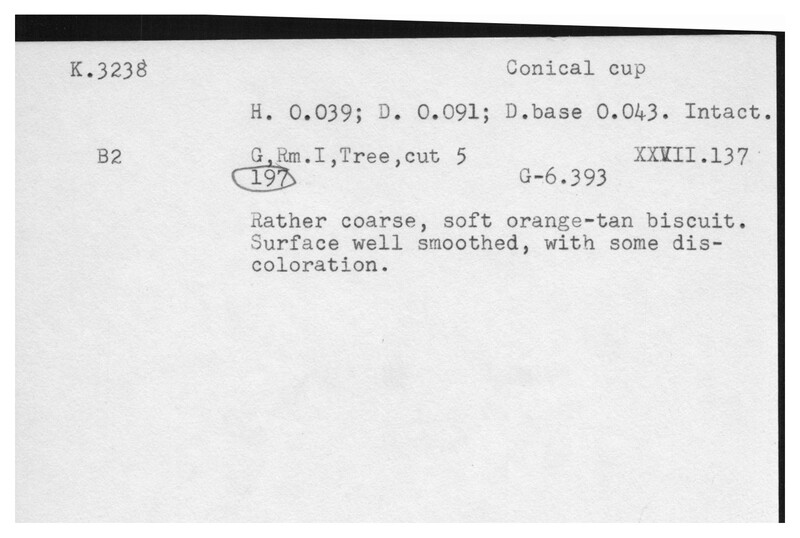 K.3238 Conical cup
H. 0.039; D. 0.091; D.base 0.043. Intact.
B2 G,Rm.I,Tree,cut 5 XXVII.137
197 G-6.393
Rather coarse, soft orange-tan biscuit.
Surface well smoothed, with some dis-
coloration.